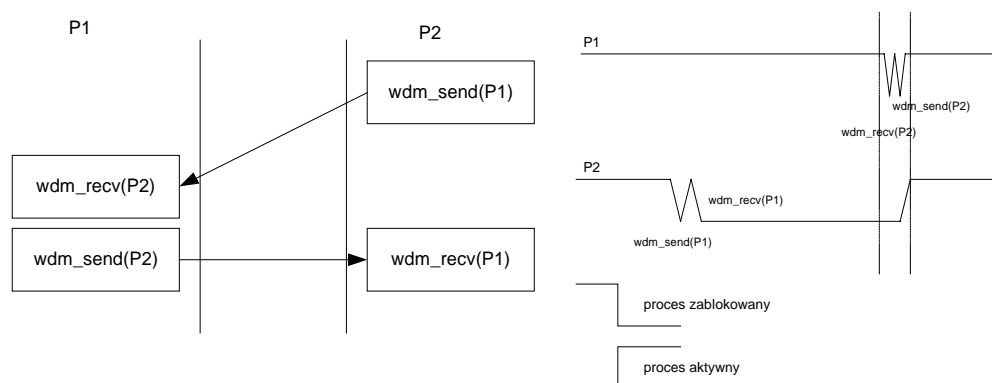 P1
P2
wdm_send(P1)
wdm_recv(P2)
wdm_send(P2)
wdm_recv(P1)
P1
wdm_send(P2)
wdm_recv(P2)
P2
wdm_recv(P1)
wdm_send(P1)
proces zablokowany
proces aktywny